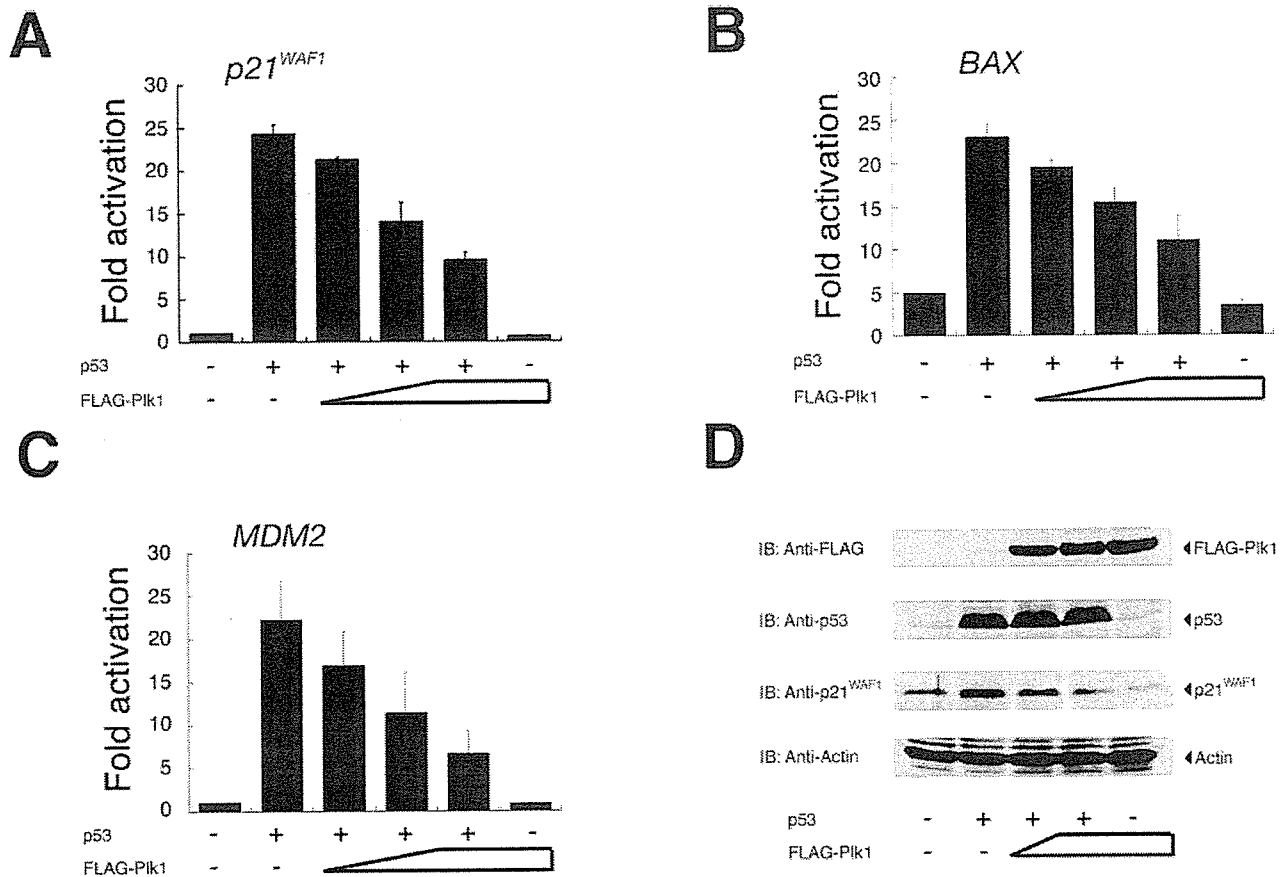 A
p21WAF1
Fold activation
30
25
20
15
10
5
0
p53 - + + + + -
FLAG-Plk1 - -
B
BAX
Fold activation
30
25
20
15
10
5
0
p53 - + + + + -
FLAG-Plk1 - -
C
MDM2
Fold activation
30
25
20
15
10
5
0
p53 - + + + + -
FLAG-Plk1 - -
D
IB: Anti-FLAG FLAG-Plk1
IB: Anti-p53 p53
IB: Anti-p21WAF1 p21WAF1
IB: Anti-Actin Actin
p53 - + + + -
FLAG-Plk1 - -